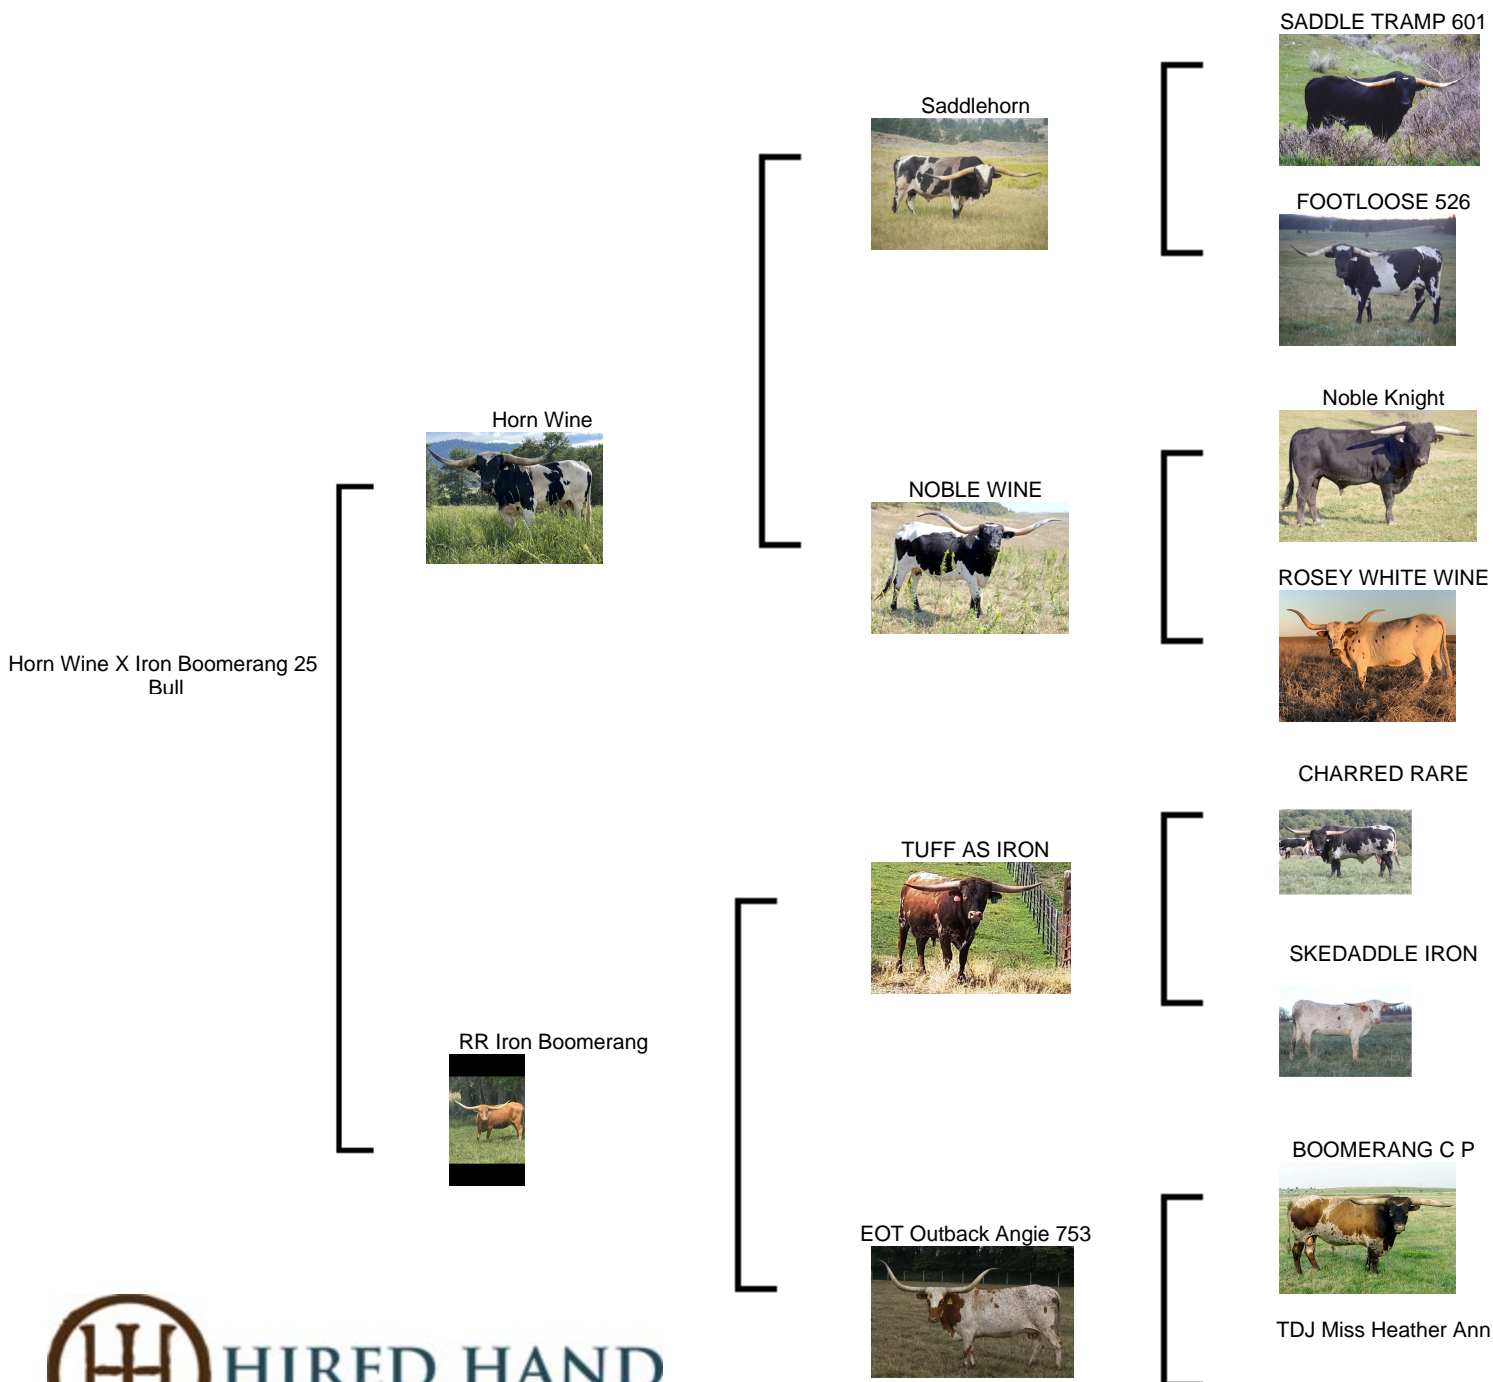 SADDLE TRAMP 601
Saddlehorn
FOOTLOOSE 526
Noble Knight
Horn Wine
NOBLE WINE
ROSEY WHITE WINE
Horn Wine X Iron Boomerang 25
Bull
CHARRED RARE
TUFF AS IRON
SKEDADDLE IRON
RR Iron Boomerang
BOOMERANG C P
EOT Outback Angie 753
TDJ Miss Heather Ann
HIRED HAND